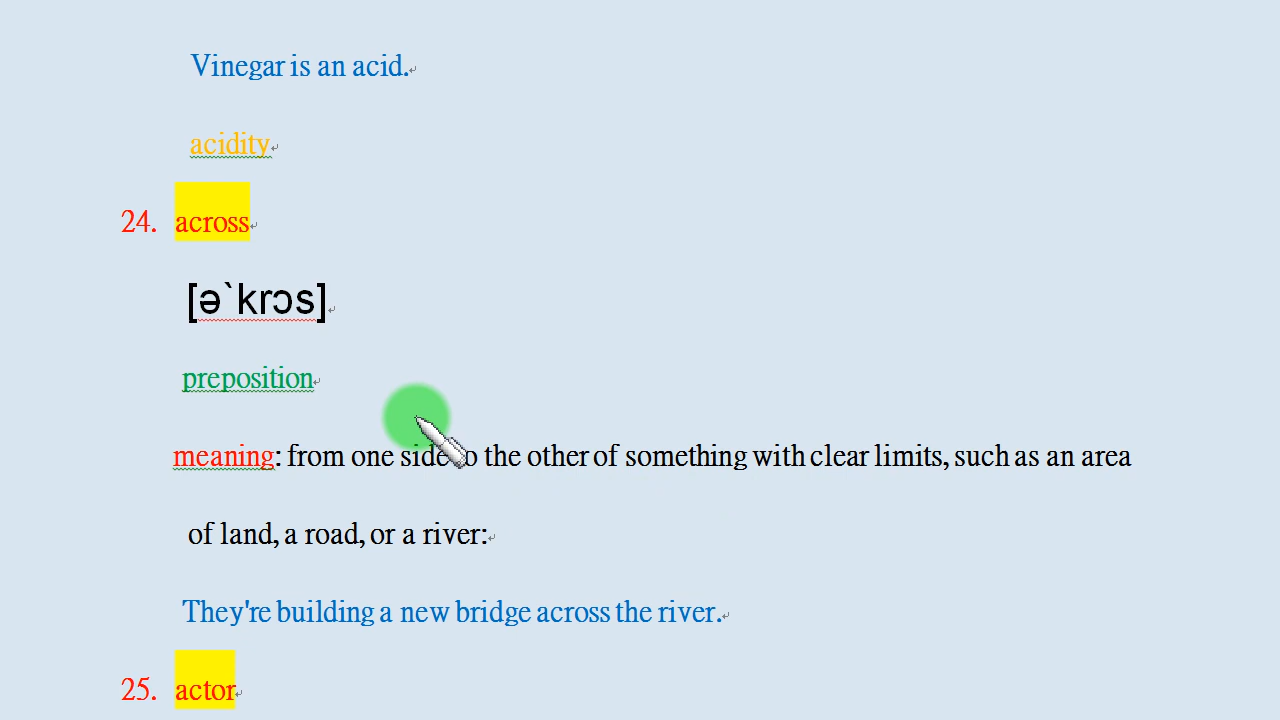 Vinegar is an acid.
acidity
24. across
[ə`krɔs]
preposition
meaning: from one side to the other of something with clear limits, such as an area
of land, a road, or a river:
They're building a new bridge across the river.
25. actor